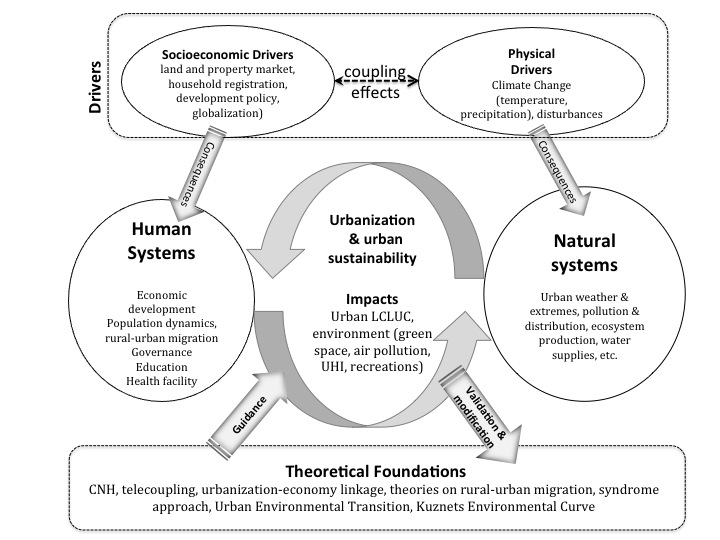 Drivers
Socioeconomic Drivers
land and property market,
household registration,
development policy,
globalization)
coupling
effects
Physical
Drivers
Climate Change
(temperature,
precipitation), disturbances
Consequences
Consequences
Human
Systems
Economic
development
Population dynamics,
rural-urban migration
Governance
Education
Health facility
Urbanization
& urban
sustainability
Impacts
Urban LCLUC,
environment (green
space, air pollution,
UHI, recreations)
Natural
systems
Urban weather &
extremes, pollution &
distribution, ecosystem
production, water
supplies, etc.
Guidance
Validation &
modification
Theoretical Foundations
CNH, telecoupling, urbanization-economy linkage, theories on rural-urban migration, syndrome
approach, Urban Environmental Transition, Kuznets Environmental Curve